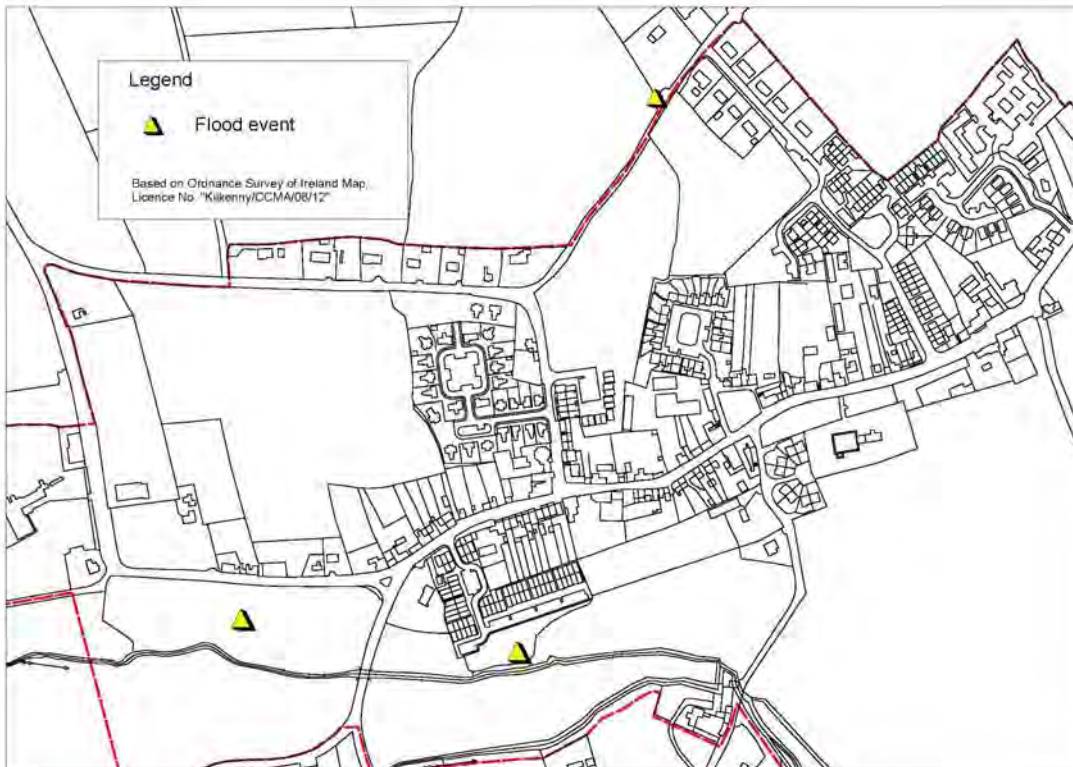 Legend
Flood event
Based on Ordnance Survey of Ireland Map,
Licence No. "Kilkenny/CCMA/08/12"